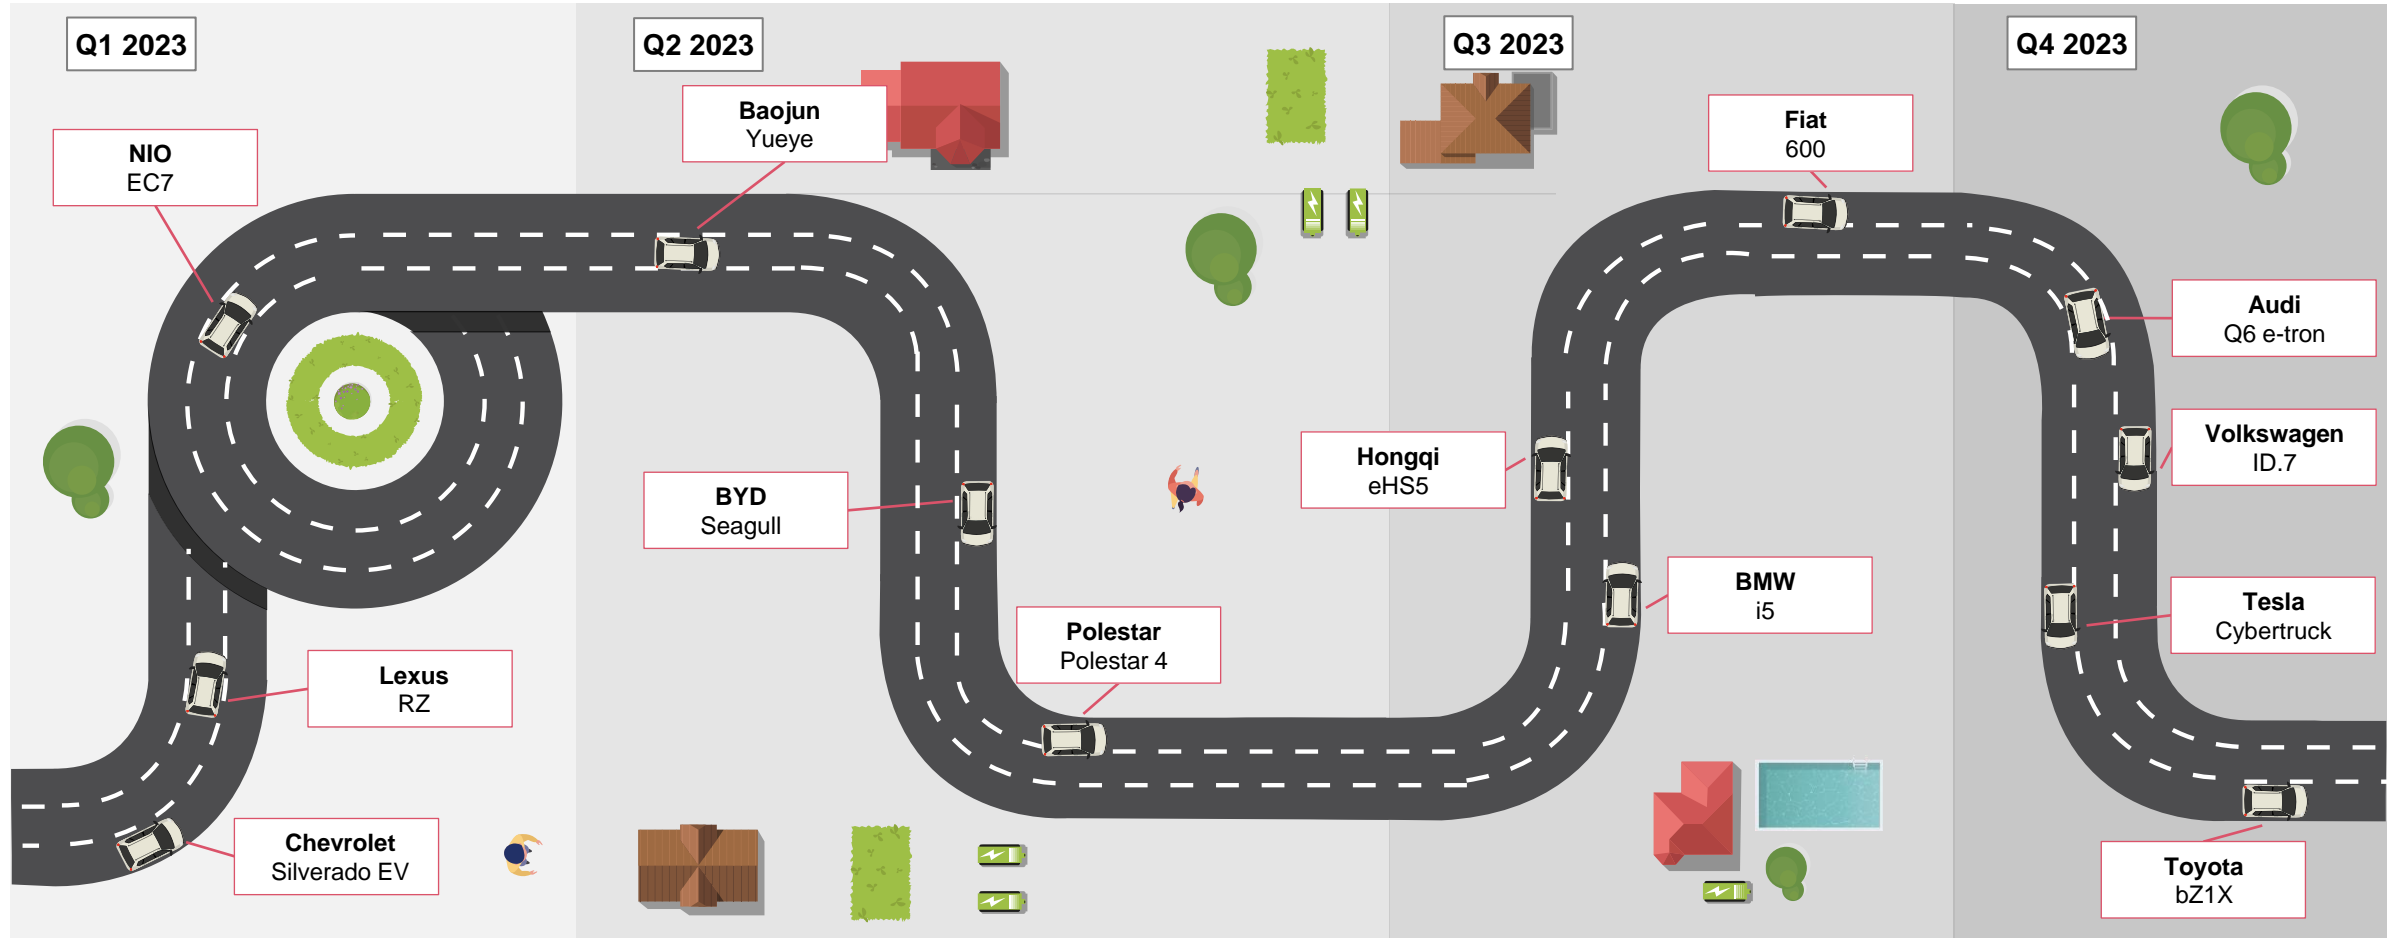 Q1 2023
Q2 2023
Q3 2023
Q4 2023
NIO
EC7
Lexus
RZ
Chevrolet
Silverado EV
Baojun
Yueye
BYD
Seagull
Polestar
Polestar 4
Hongqi
eHS5
BMW
i5
Fiat
600
Audi
Q6 e-tron
Volkswagen
ID.7
Tesla
Cybertruck
Toyota
bZ1X